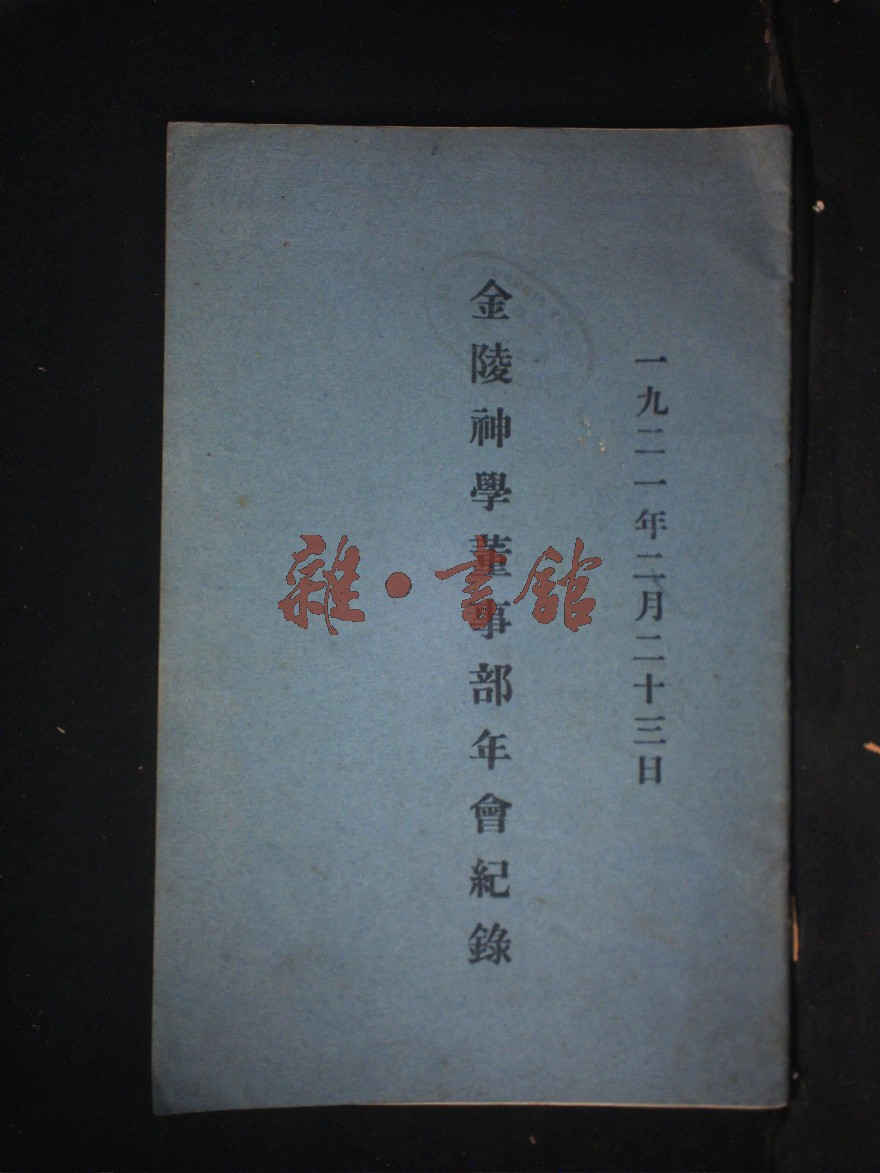 一九二一年二月二十三日
金陵神學董事部年會紀錄
雜·書館